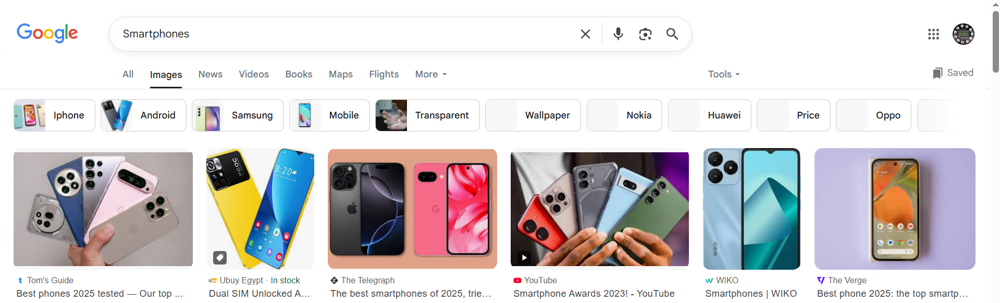 Google
Smartphones
All Images News Videos Books Maps Flights More Tools Saved
Iphone Android Samsung Mobile Transparent Wallpaper Nokia Huawei Price Oppo
POCO
8:20
G
WIKO
Tom's Guide
Best phones 2025 tested — Our top ...
Ubuy Egypt · In stock
Dual SIM Unlocked A...
The Telegraph
The best smartphones of 2025, trie...
YouTube
Smartphone Awards 2023! - YouTube
WIKO
Smartphones | WIKO
The Verge
Best phone 2025: the top smartp...